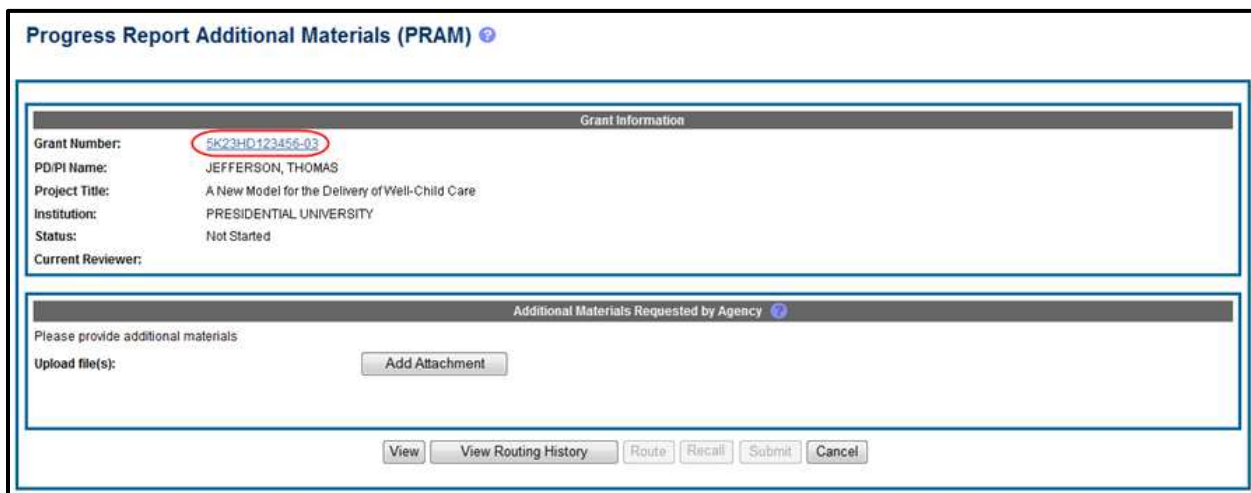 Progress Report Additional Materials (PRAM) ?
Grant Information
Grant Number: 5K23HD123456-03
PD/PI Name: JEFFERSON, THOMAS
Project Title: A New Model for the Delivery of Well-Child Care
Institution: PRESIDENTIAL UNIVERSITY
Status: Not Started
Current Reviewer:
Additional Materials Requested by Agency ?
Please provide additional materials
Upload file(s): Add Attachment
View View Routing History Route Recall Submit Cancel